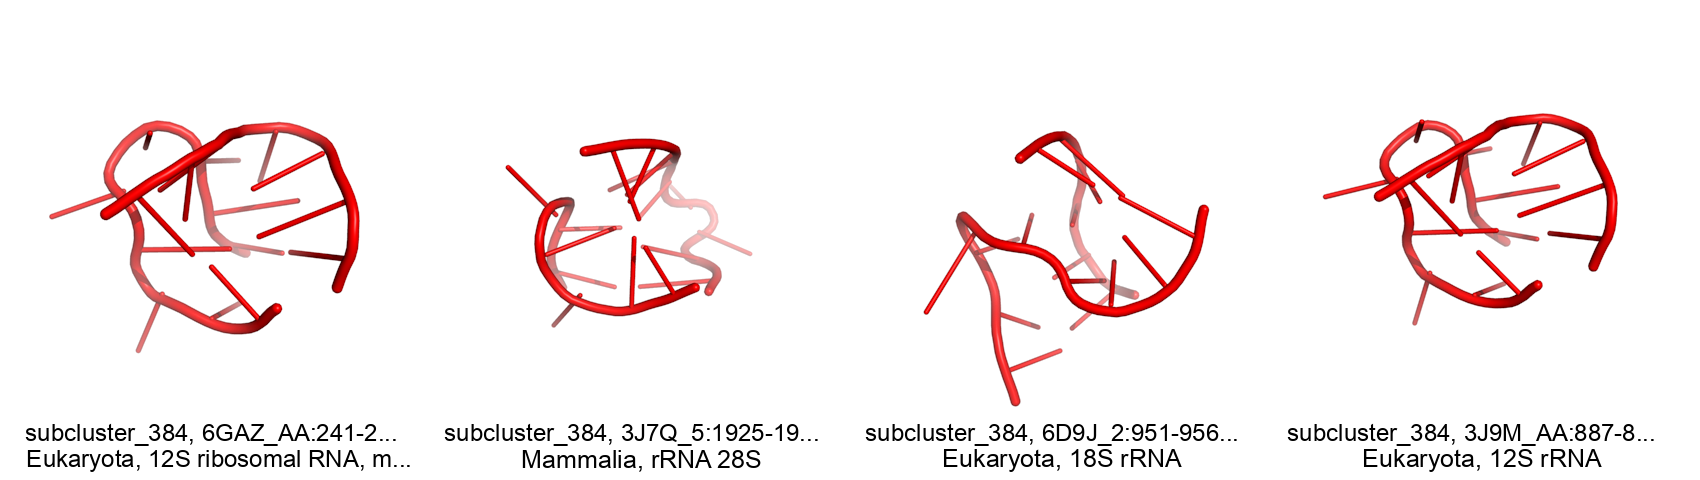 subcluster_384, 6GAZ_AA:241-2...
Eukaryota, 12S ribosomal RNA, m...
subcluster_384, 3J7Q_5:1925-19...
Mammalia, rRNA 28S
subcluster_384, 6D9J_2:951-956...
Eukaryota, 18S rRNA
subcluster_384, 3J9M_AA:887-8...
Eukaryota, 12S rRNA